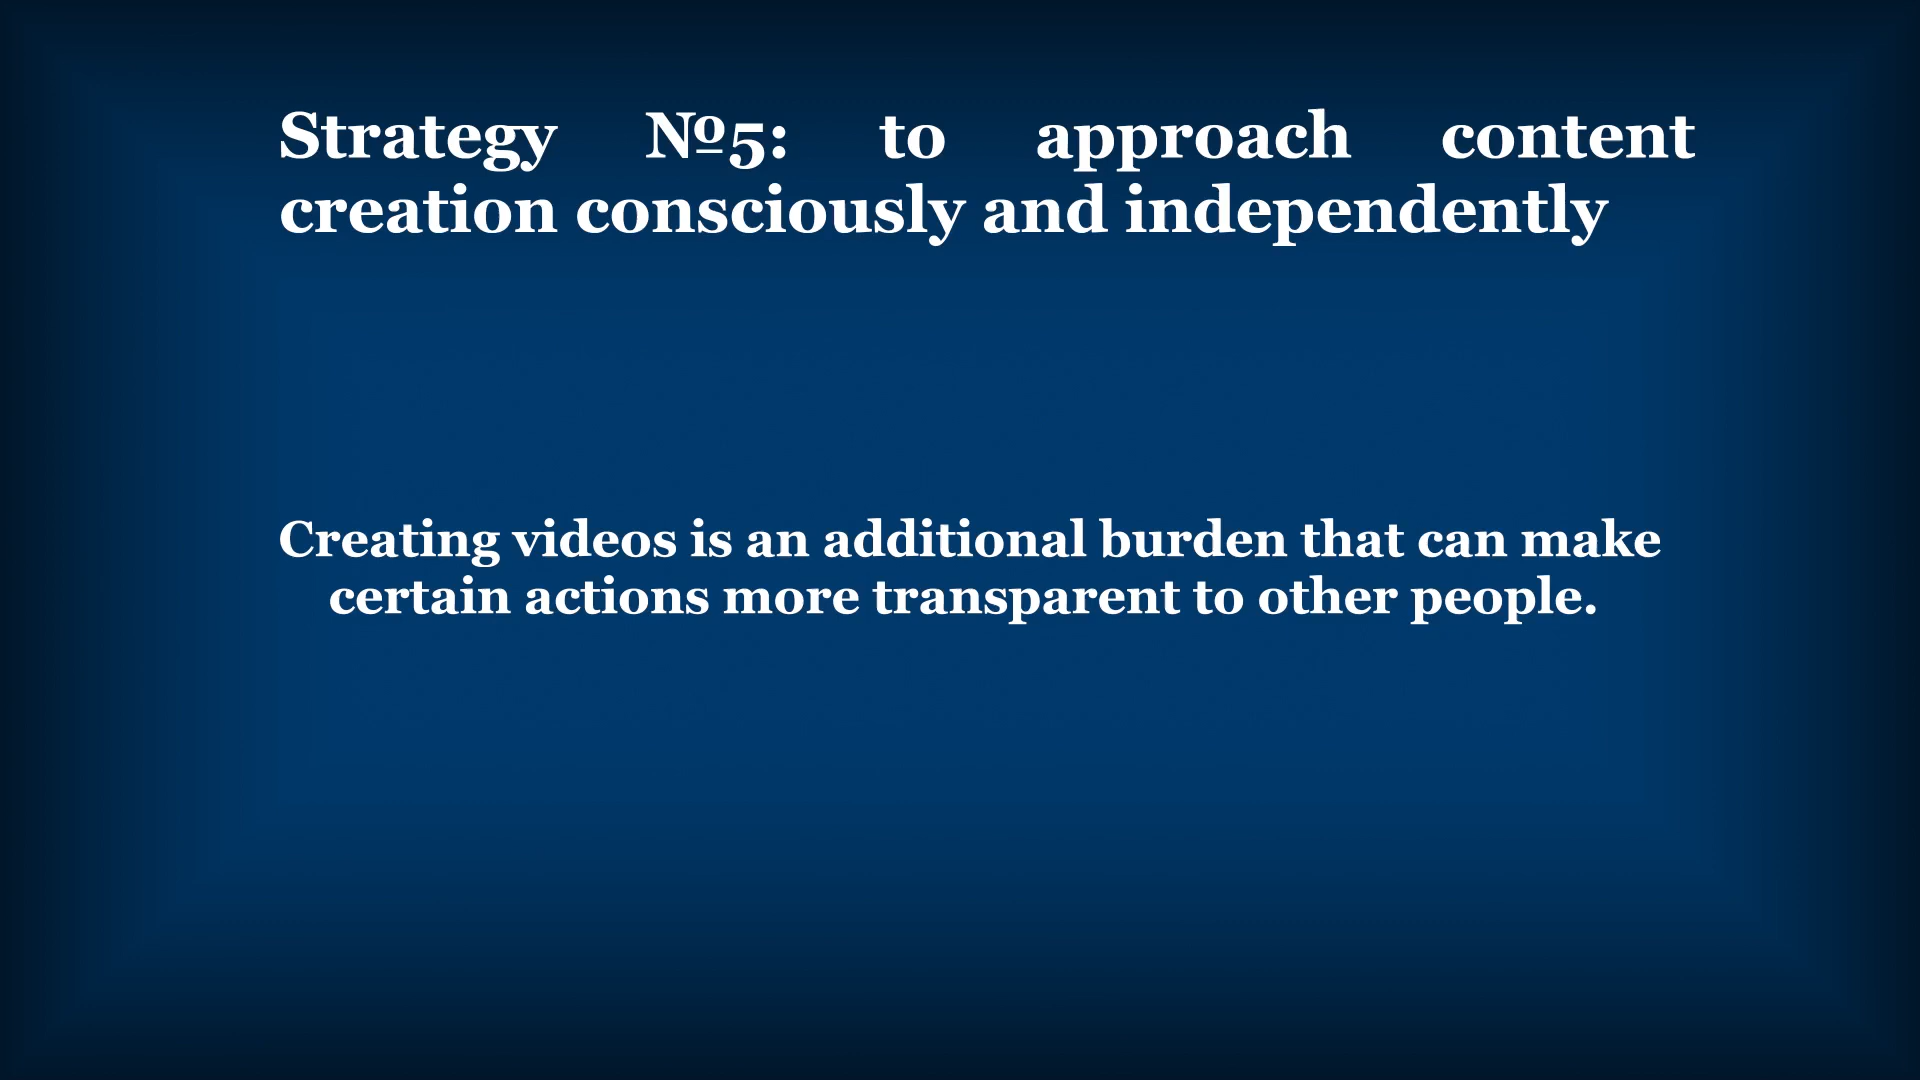 Strategy №5: to approach content
creation consciously and independently
Creating videos is an additional burden that can make
certain actions more transparent to other people.